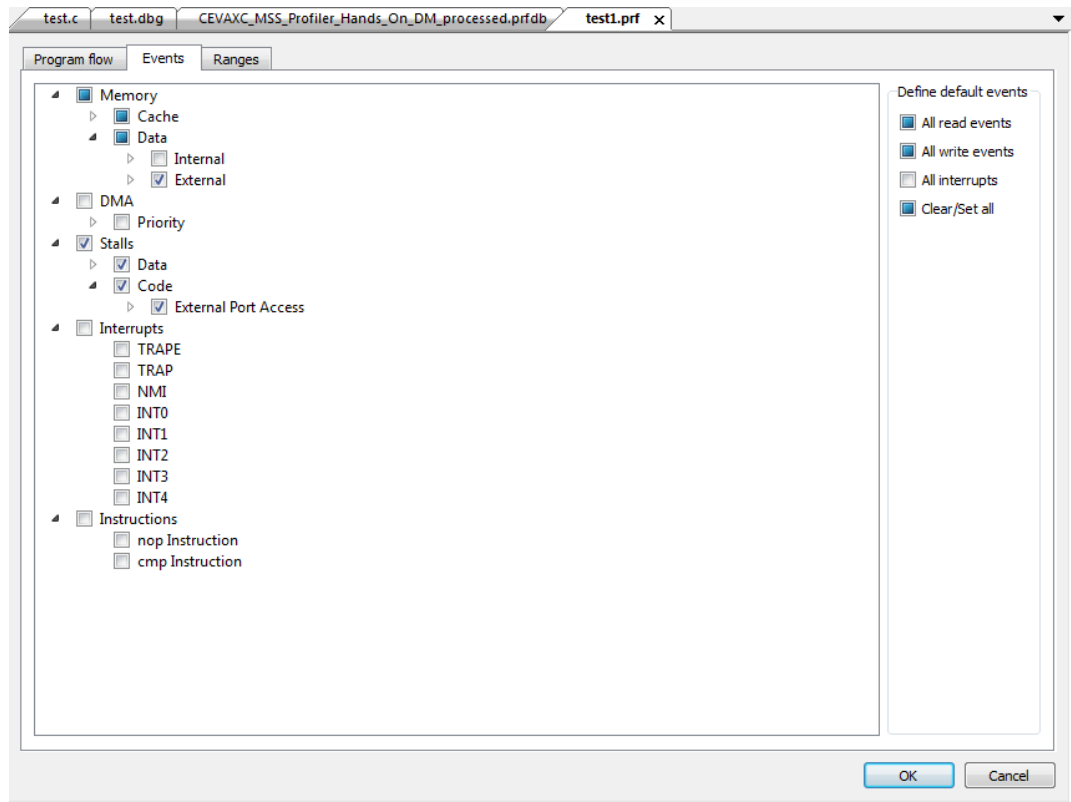 test.c test.dbg CEVAXC_MSS_Profiler_Hands_On_DM_processed.prfdb test1.prf x
Program flow Events Ranges
Memory
Cache
Data
Internal
External
DMA
Priority
Stalls
Data
Code
External Port Access
Interrupts
TRAPE
TRAP
NMI
INT0
INT1
INT2
INT3
INT4
Instructions
nop Instruction
cmp Instruction
Define default events
All read events
All write events
All interrupts
Clear/Set all
OK Cancel